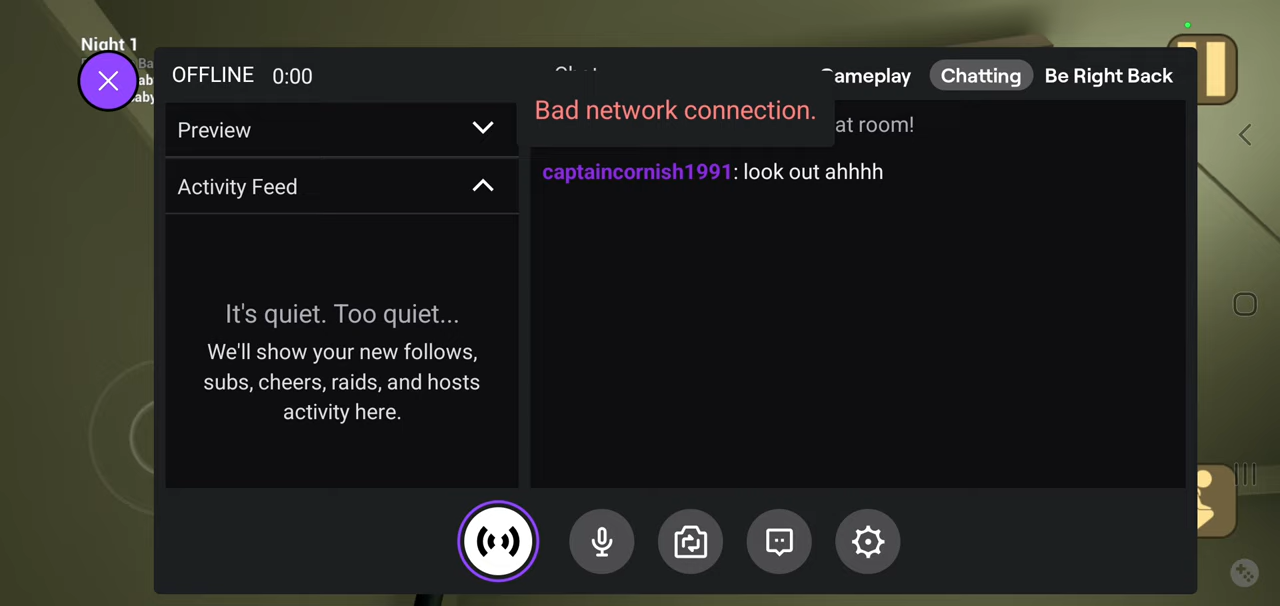 Night 1
OFFLINE 0:00
Gameplay Chatting Be Right Back
Bad network connection.
at room!
Preview
captaincornish1991: look out ahhhh
Activity Feed
It's quiet. Too quiet...
We'll show your new follows,
subs, cheers, raids, and hosts
activity here.